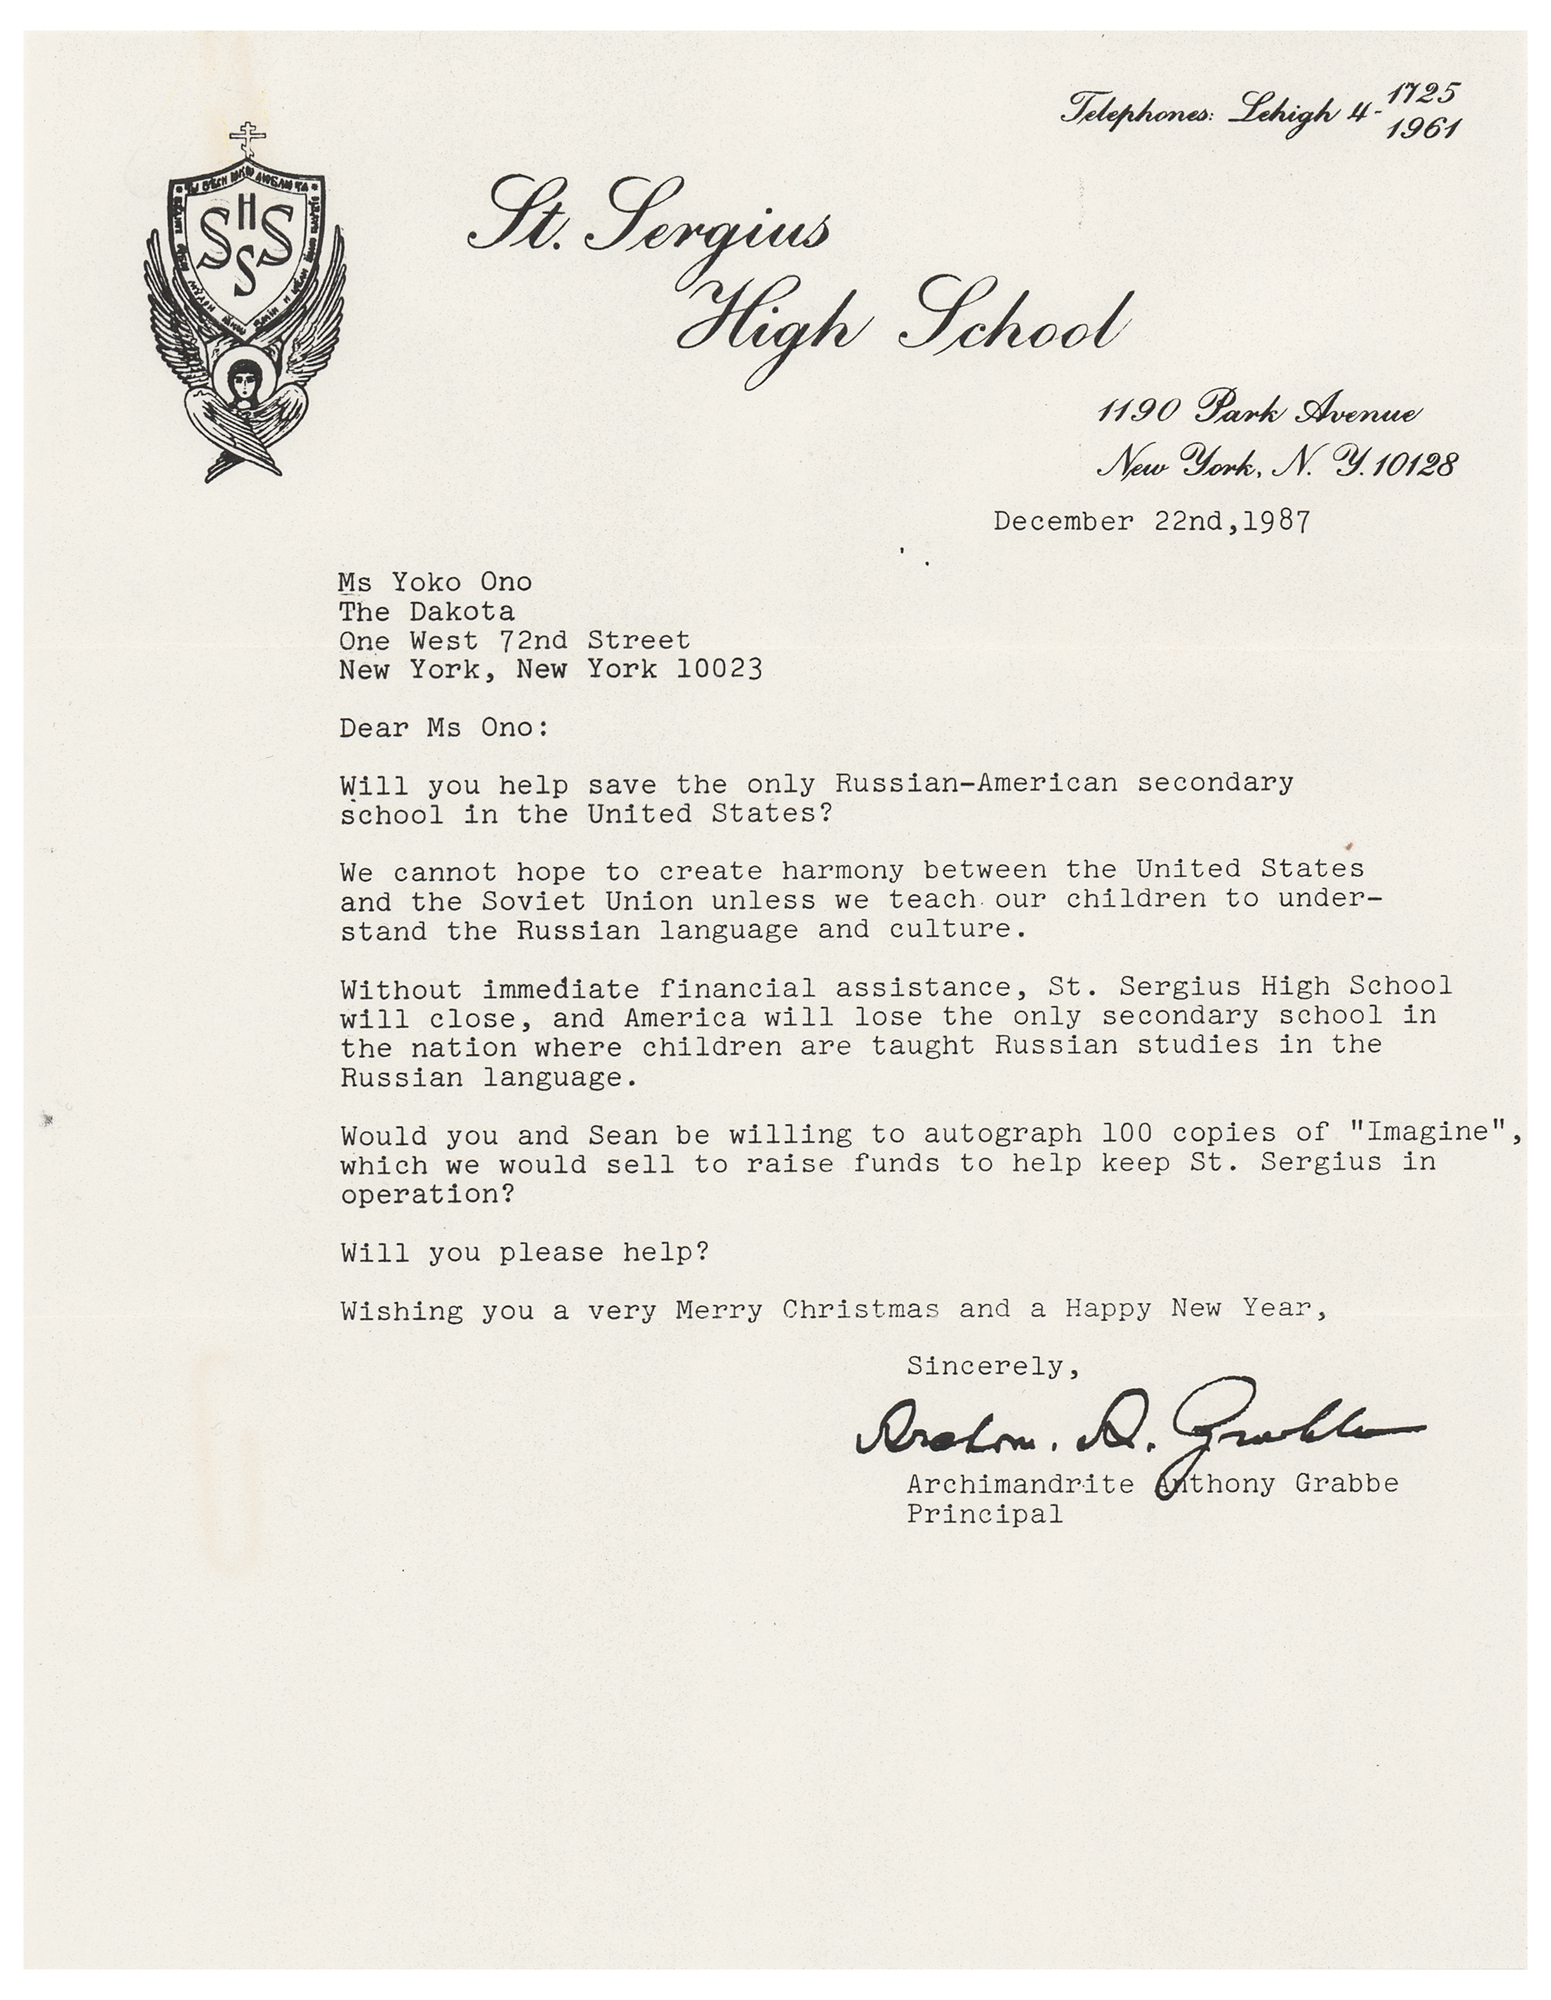 Telephones: Lehigh 4-1725
1961
HS
SS
St. Sergius
High School
1190 Park Avenue
New York, N. Y. 10128
December 22nd,1987
Ms Yoko Ono
The Dakota
One West 72nd Street
New York, New York 10023
Dear Ms Ono:
Will you help save the only Russian-American secondary
school in the United States?
We cannot hope to create harmony between the United States
and the Soviet Union unless we teach our children to under-
stand the Russian language and culture.
Without immediate financial assistance, St. Sergius High School
will close, and America will lose the only secondary school in
the nation where children are taught Russian studies in the
Russian language.
Would you and Sean be willing to autograph 100 copies of "Imagine",
which we would sell to raise funds to help keep St. Sergius in
operation?
Will you please help?
Wishing you a very Merry Christmas and a Happy New Year,
Sincerely,
Archim. A. Grabbe
Archimandrite Anthony Grabbe
Principal